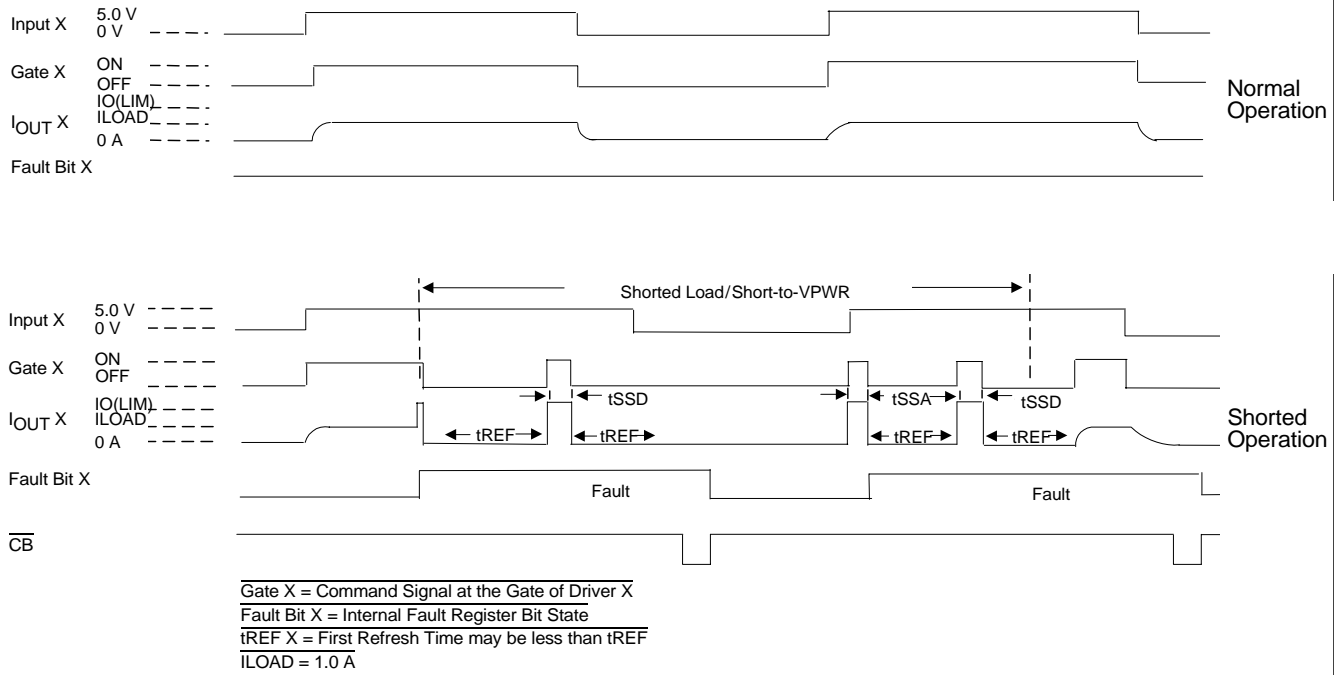 Input X 5.0 V
0 V
Gate X ON
OFF
IO(LIM)
IOUT X ILOAD
0 A
Fault Bit X
Normal
Operation
Shorted Load/Short-to-VPWR
Input X 5.0 V
0 V
Gate X ON
OFF
tSSD tSSA tSSD
IO(LIM)
IOUT X ILOAD
0 A
tREF tREF tREF tREF
Shorted
Operation
Fault Bit X
Fault Fault
CB
Gate X = Command Signal at the Gate of Driver X
Fault Bit X = Internal Fault Register Bit State
tREF X = First Refresh Time may be less than tREF
ILOAD = 1.0 A